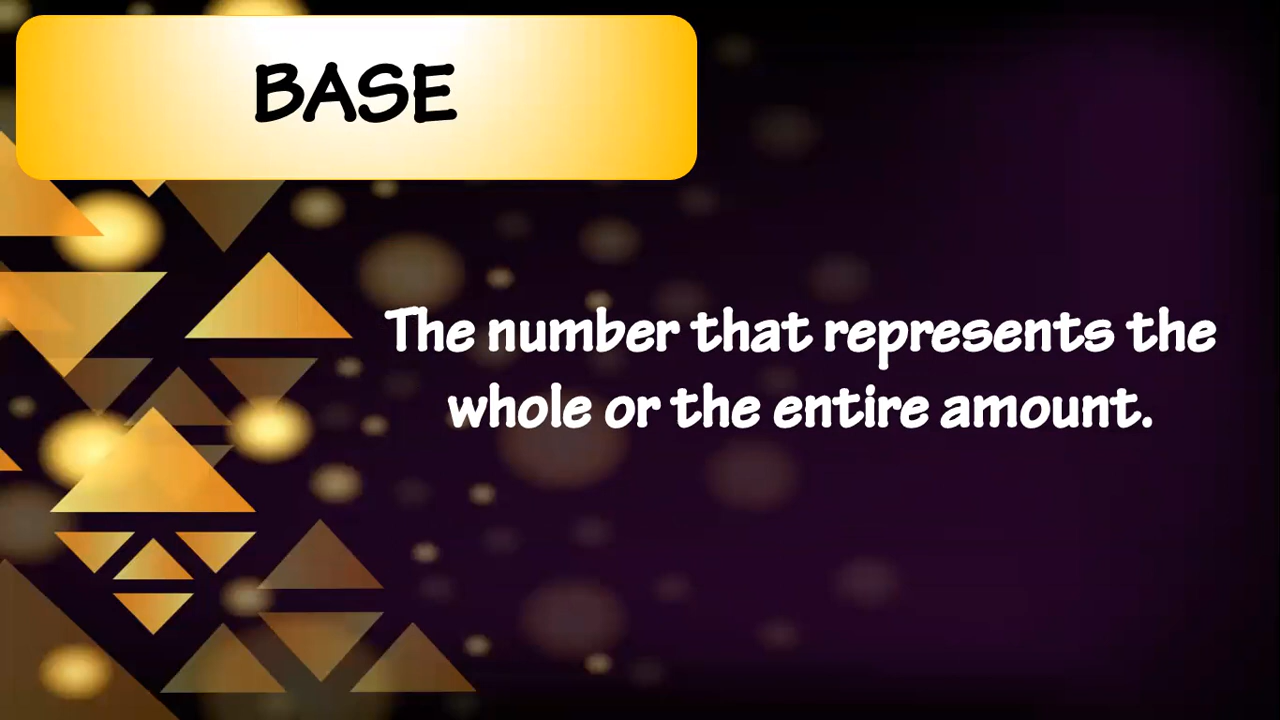 BASE
The number that represents the
whole or the entire amount.